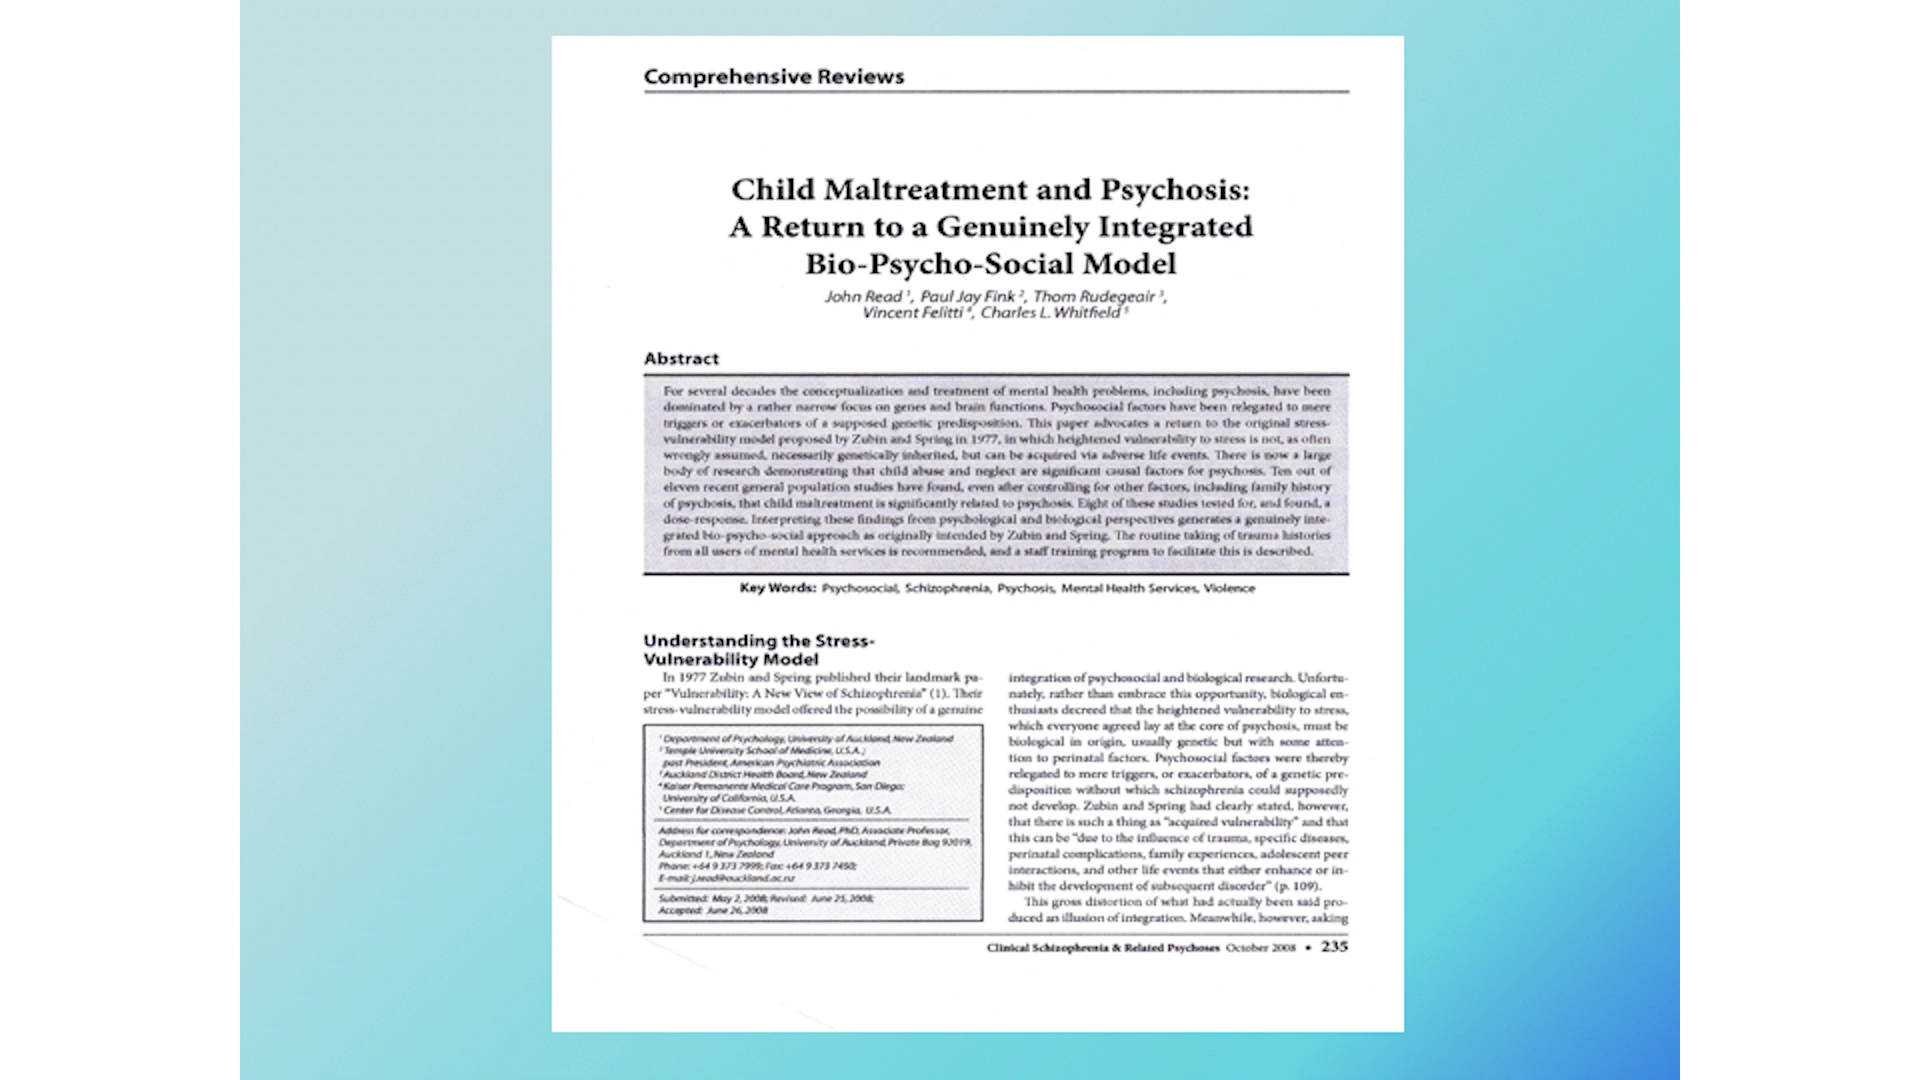 Comprehensive Reviews
Child Maltreatment and Psychosis:
A Return to a Genuinely Integrated
Bio-Psycho-Social Model
John Read ¹, Paul Jay Fink ², Thom Rudegeair ³,
Vincent Felitti ⁴, Charles L. Whitfield ⁵
Abstract
For several decades the conceptualization and treatment of mental health problems, including psychosis, have been
dominated by a rather narrow focus on genes and brain functions. Psychosocial factors have been relegated to mere
triggers or exacerbators of a supposed genetic predisposition. This paper advocates a return to the original stress-
vulnerability model proposed by Zubin and Spring in 1977, in which heightened vulnerability to stress is not, as often
wrongly assumed, necessarily genetically inherited, but can be acquired via adverse life events. There is now a large
body of research demonstrating that child abuse and neglect are significant causal factors for psychosis. Ten out of
eleven recent general population studies have found, even after controlling for other factors, including family history
of psychosis, that child maltreatment is significantly related to psychosis. Eight of these studies tested for, and found, a
dose-response. Interpreting these findings from psychological and biological perspectives generates a genuinely inte-
grated bio-psycho-social approach as originally intended by Zubin and Spring. The routine taking of trauma histories
from all users of mental health services is recommended, and a staff training program to facilitate this is described.
Key Words: Psychosocial, Schizophrenia, Psychosis, Mental Health Services, Violence
Understanding the Stress-
Vulnerability Model
In 1977 Zubin and Spring published their landmark pa-
per "Vulnerability: A New View of Schizophrenia" (1). Their
stress-vulnerability model offered the possibility of a genuine
¹ Department of Psychology, University of Auckland, New Zealand
² Temple University School of Medicine, U.S.A.;
past President, American Psychiatric Association
³ Auckland District Health Board, New Zealand
⁴ Kaiser Permanente Medical Care Program, San Diego;
University of California, U.S.A.
⁵ Center for Disease Control, Atlanta, Georgia, U.S.A.
Address for correspondence: John Read, PhD, Associate Professor,
Department of Psychology, University of Auckland, Private Bag 92019,
Auckland 1, New Zealand
Phone: +64 9 373 7999; Fax: +64 9 373 7450;
E-mail: j.read@auckland.ac.nz
Submitted: May 2, 2008; Revised: June 25, 2008;
Accepted: June 26, 2008
integration of psychosocial and biological research. Unfortu-
nately, rather than embrace this opportunity, biological en-
thusiasts decreed that the heightened vulnerability to stress,
which everyone agreed lay at the core of psychosis, must be
biological in origin, usually genetic but with some atten-
tion to perinatal factors. Psychosocial factors were thereby
relegated to mere triggers, or exacerbators, of a genetic pre-
disposition without which schizophrenia could supposedly
not develop. Zubin and Spring had clearly stated, however,
that there is such a thing as "acquired vulnerability" and that
this can be "due to the influence of trauma, specific diseases,
perinatal complications, family experiences, adolescent peer
interactions, and other life events that either enhance or in-
hibit the development of subsequent disorder" (p. 109).
This gross distortion of what had actually been said pro-
duced an illusion of integration. Meanwhile, however, asking
Clinical Schizophrenia & Related Psychoses October 2008 • 235